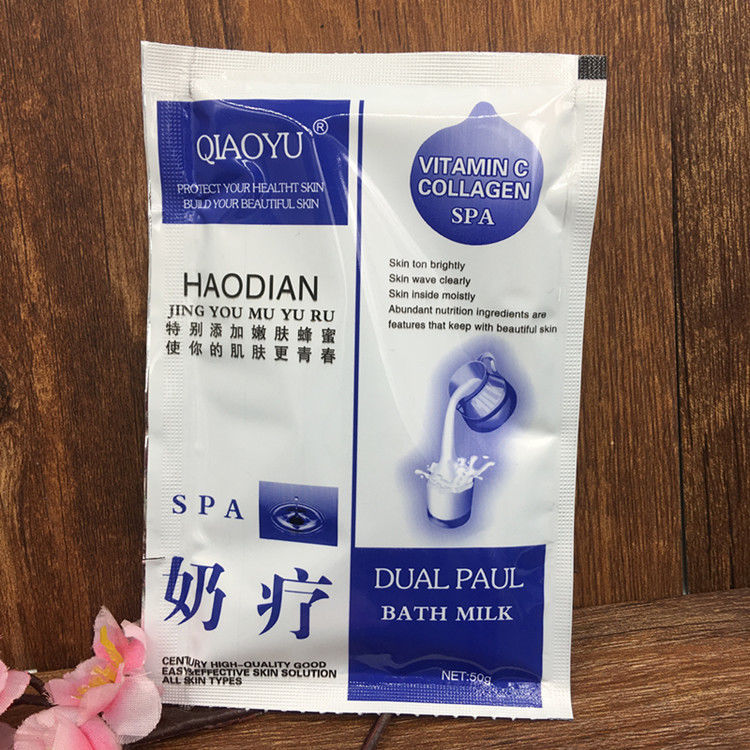 QIAOYU ®
PROTECT YOUR HEALTHT SKIN
BUILD YOUR BEAUTIFUL SKIN
VITAMIN C
COLLAGEN
SPA
Skin ton brightly
Skin wave clearly
Skin inside moistly
Abundant nutrition ingredients are
features that keep with beautiful skin
HAODIAN
JING YOU MU YU RU
特别添加嫩肤蜂蜜
使你的肌肤更青春
SPA
奶疗
CENTURY HIGH-QUALITY GOOD
EASY&EFFECTIVE SKIN SOLUTION
ALL SKIN TYPES
DUAL PAUL
BATH MILK
NET:50g